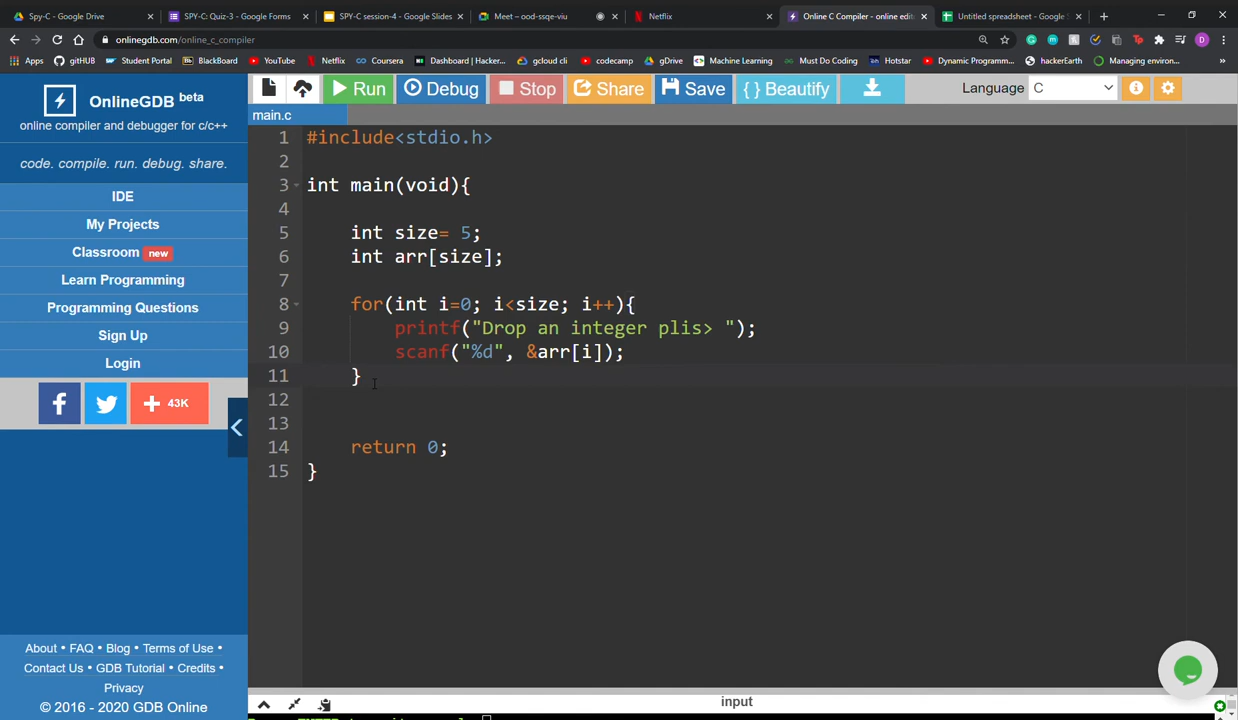 Spy-C - Google Drive
SPY-C: Quiz-3 - Google Forms
SPY-C session-4 - Google Slides
Meet – ood-ssqe-viu
Netflix
Online C Compiler - online edit
Untitled spreadsheet - Google
onlinegdb.com/online_c_compiler
Apps gitHUB Student Portal BlackBoard YouTube Netflix Coursera Dashboard | Hacker... gcloud cli codecamp gDrive Machine Learning Must Do Coding Hotstar Dynamic Programm... hackerEarth Managing environ... »
OnlineGDB beta
online compiler and debugger for c/c++
code. compile. run. debug. share.
IDE
My Projects
Classroom new
Learn Programming
Programming Questions
Sign Up
Login
f + 43K
About • FAQ • Blog • Terms of Use •
Contact Us • GDB Tutorial • Credits •
Privacy
© 2016 - 2020 GDB Online
Run Debug Stop Share Save { } Beautify
Language C
main.c
1 #include<stdio.h>
2
3 int main(void){
4
5 int size= 5;
6 int arr[size];
7
8 for(int i=0; i<size; i++){
9 printf("Drop an integer plis> ");
10 scanf("%d", &arr[i]);
11 }
12
13
14 return 0;
15 }
input